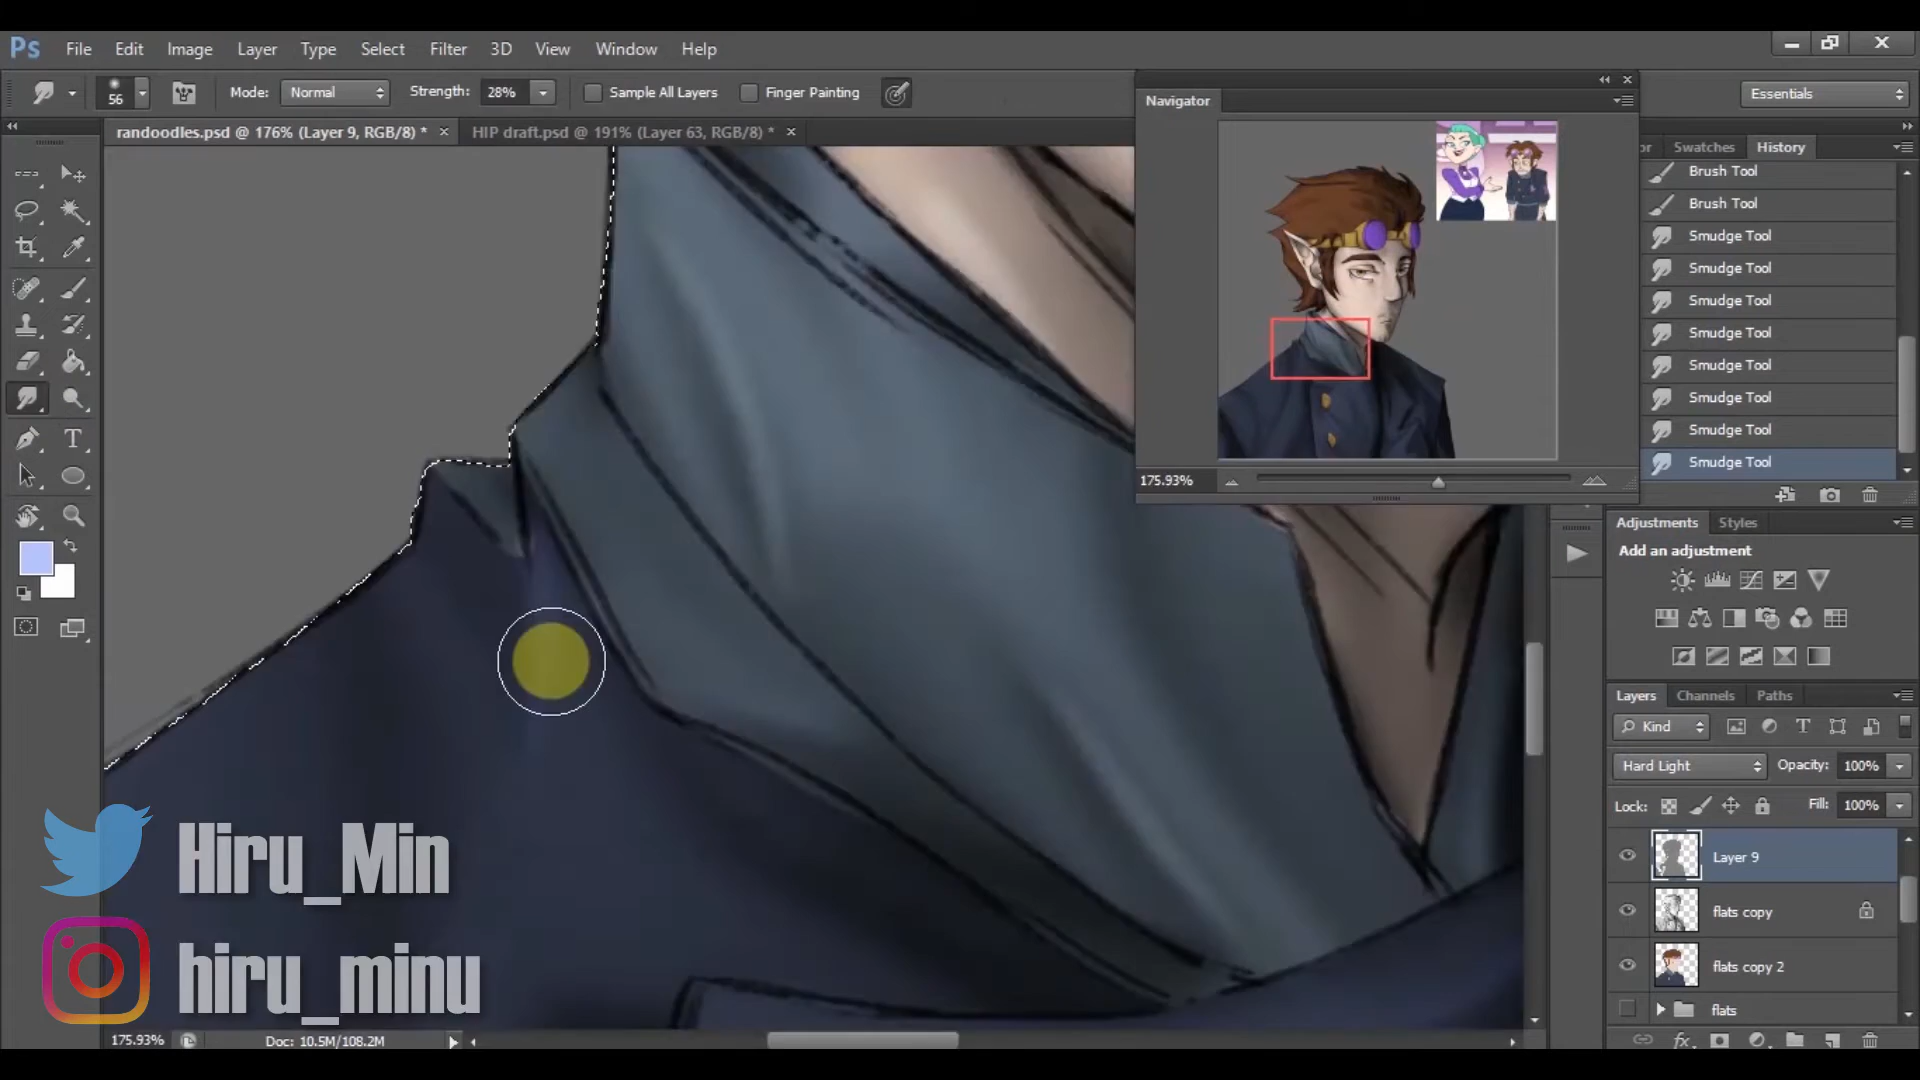 Ps File Edit Image Layer Type Select Filter 3D View Window Help
56 Mode: Normal Strength: 28% Sample All Layers Finger Painting Essentials
Navigator
randoodles.psd @ 176% (Layer 9, RGB/8) * HIP draft.psd @ 191% (Layer 63, RGB/8) *
or Swatches History
Brush Tool
Brush Tool
Smudge Tool
Smudge Tool
Smudge Tool
Smudge Tool
Smudge Tool
Smudge Tool
Smudge Tool
Smudge Tool
175.93%
Adjustments Styles
Add an adjustment
Layers Channels Paths
Kind
Hard Light Opacity: 100%
Lock: Fill: 100%
Layer 9
flats copy
flats copy 2
flats
Hiru_Min
hiru_minu
175.93% Doc: 10.5M/108.2M